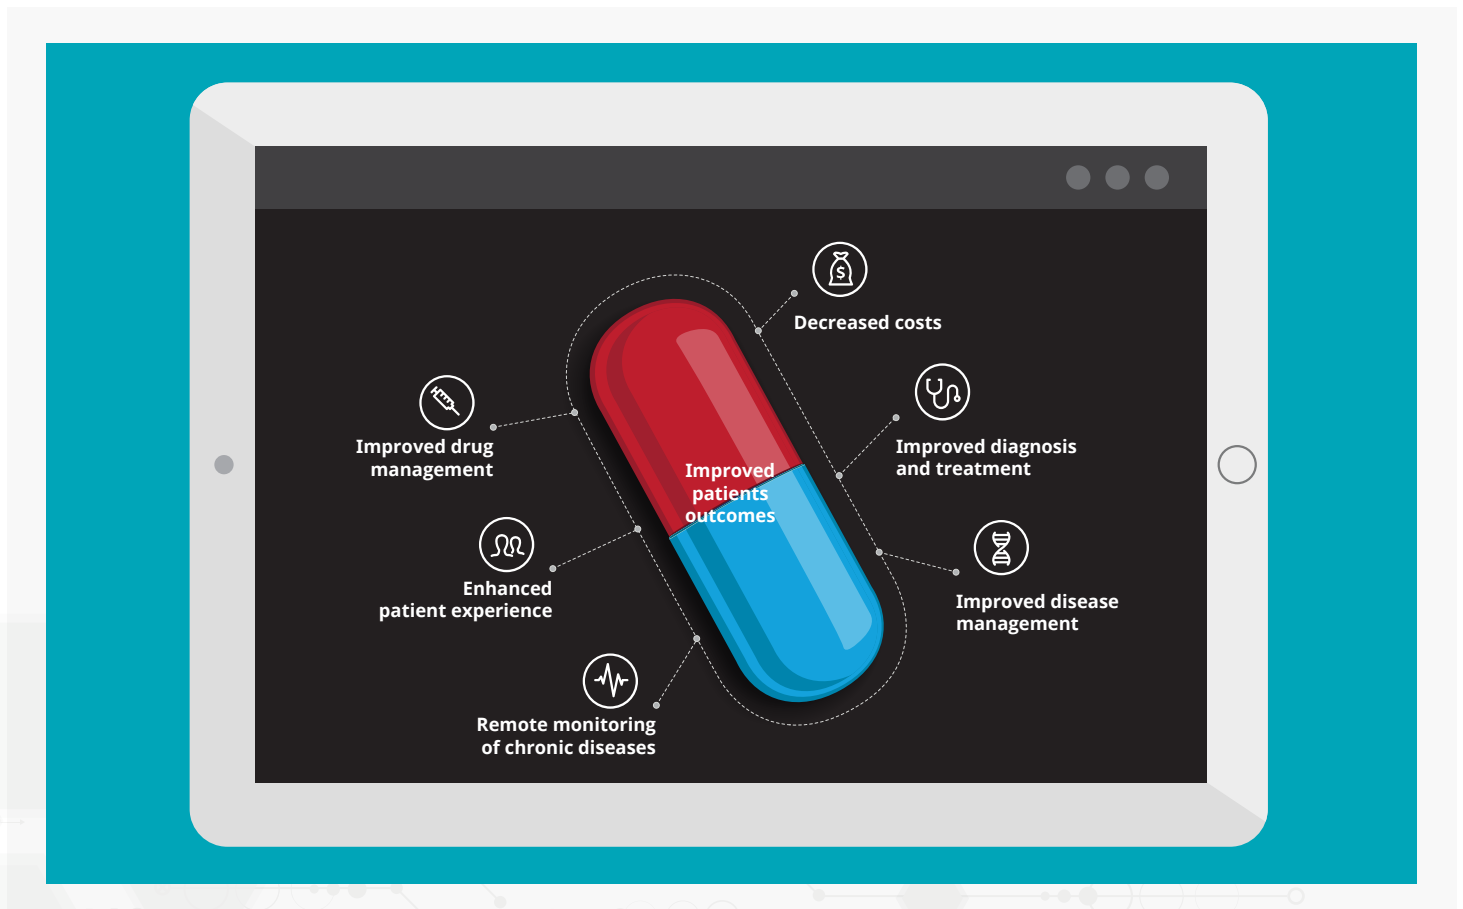 Decreased costs
Improved drug
management
Improved diagnosis
and treatment
Improved
patients
outcomes
Enhanced
patient experience
Improved disease
management
Remote monitoring
of chronic diseases